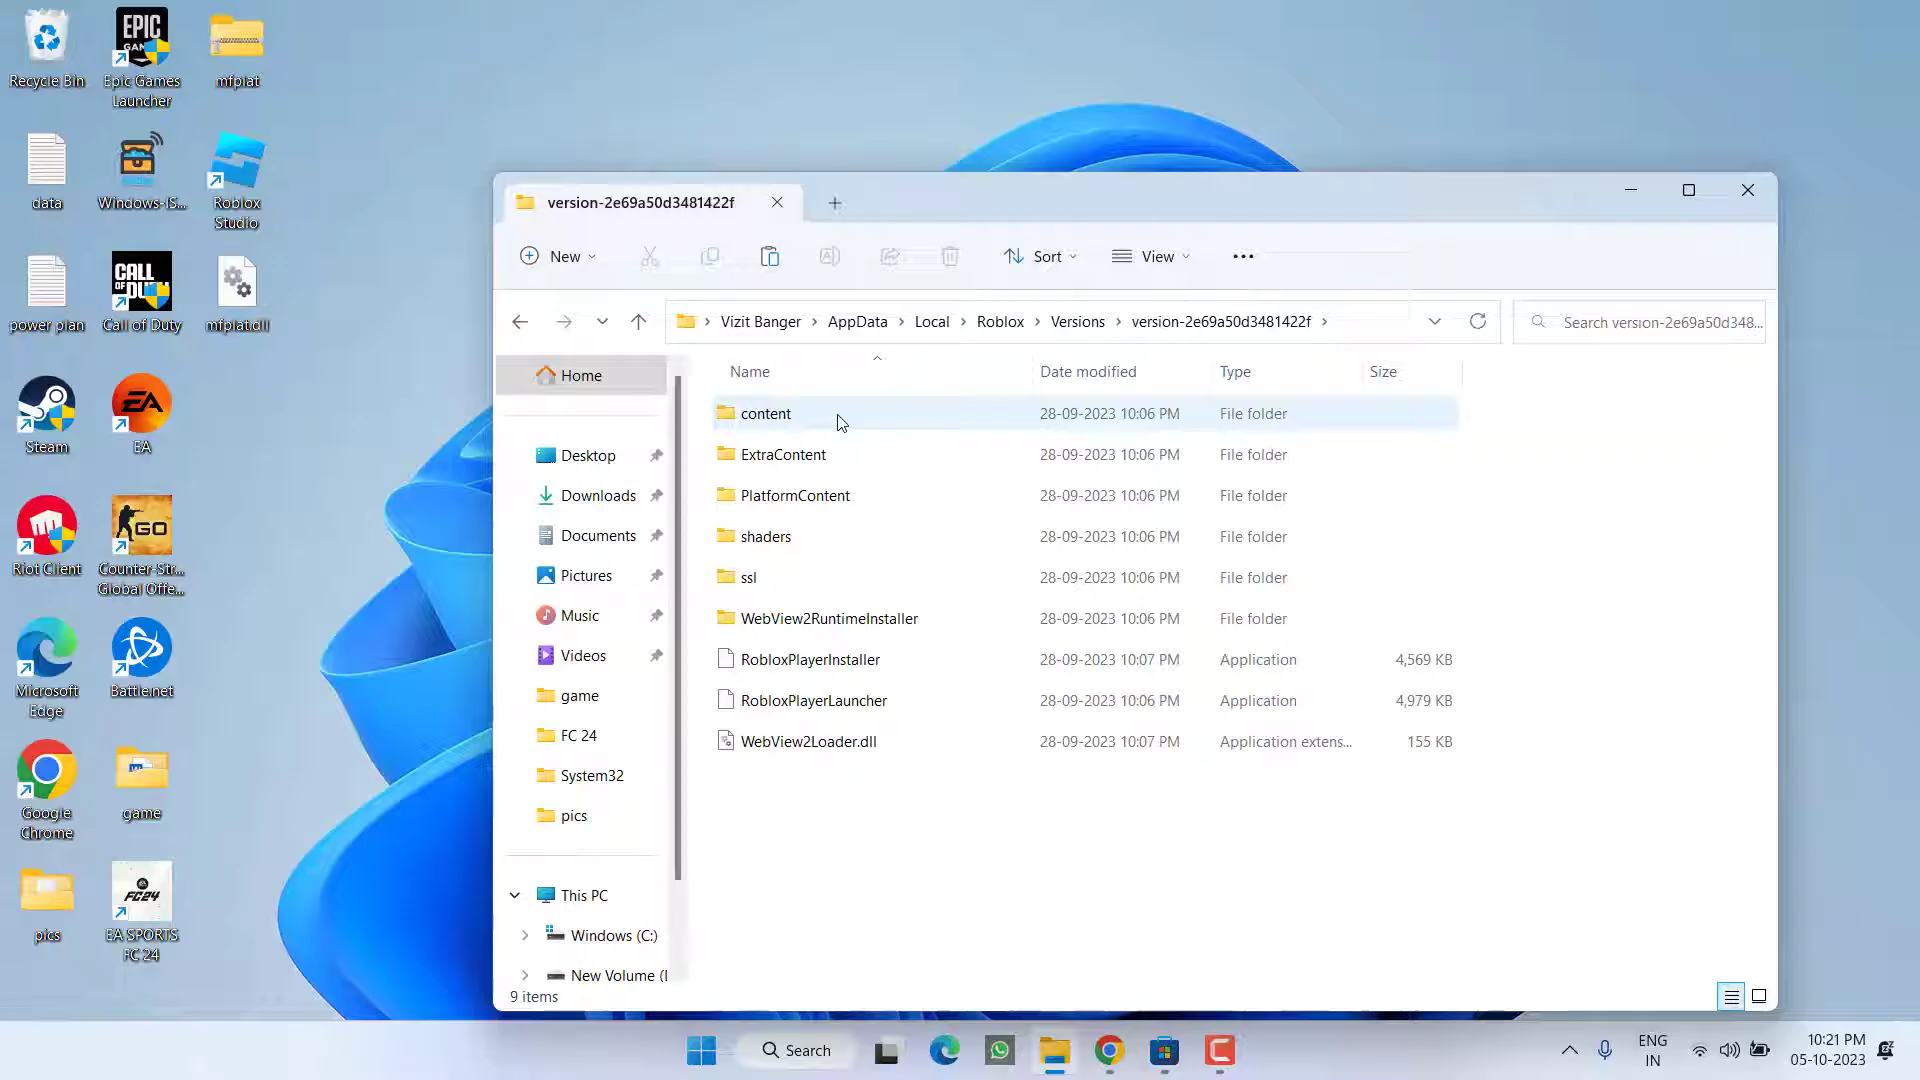 Recycle Bin
Epic Games
Launcher
mfplat
data
Windows-IS...
Roblox
Studio
power plan
Call of Duty
mfplat.dll
Steam
EA
Riot Client
Counter-Str...
Global Offe...
Microsoft
Edge
Battle.net
Google
Chrome
game
pics
EA SPORTS
FC 24
EPIC
CALL
OF
GO
EA
FC24
version-2e69a50d3481422f
New
Sort
View
Vizit Banger
AppData
Local
Roblox
Versions
version-2e69a50d3481422f
Search version-2e69a50d348...
Home
Desktop
Downloads
Documents
Pictures
Music
Videos
game
FC 24
System32
pics
This PC
Windows (C:)
New Volume (
Name Date modified Type Size
content 28-09-2023 10:06 PM File folder
ExtraContent 28-09-2023 10:06 PM File folder
PlatformContent 28-09-2023 10:06 PM File folder
shaders 28-09-2023 10:06 PM File folder
ssl 28-09-2023 10:06 PM File folder
WebView2RuntimeInstaller 28-09-2023 10:06 PM File folder
RobloxPlayerInstaller 28-09-2023 10:07 PM Application 4,569 KB
RobloxPlayerLauncher 28-09-2023 10:06 PM Application 4,979 KB
WebView2Loader.dll 28-09-2023 10:07 PM Application extens... 155 KB
9 items
Search
ENG
IN
10:21 PM
05-10-2023